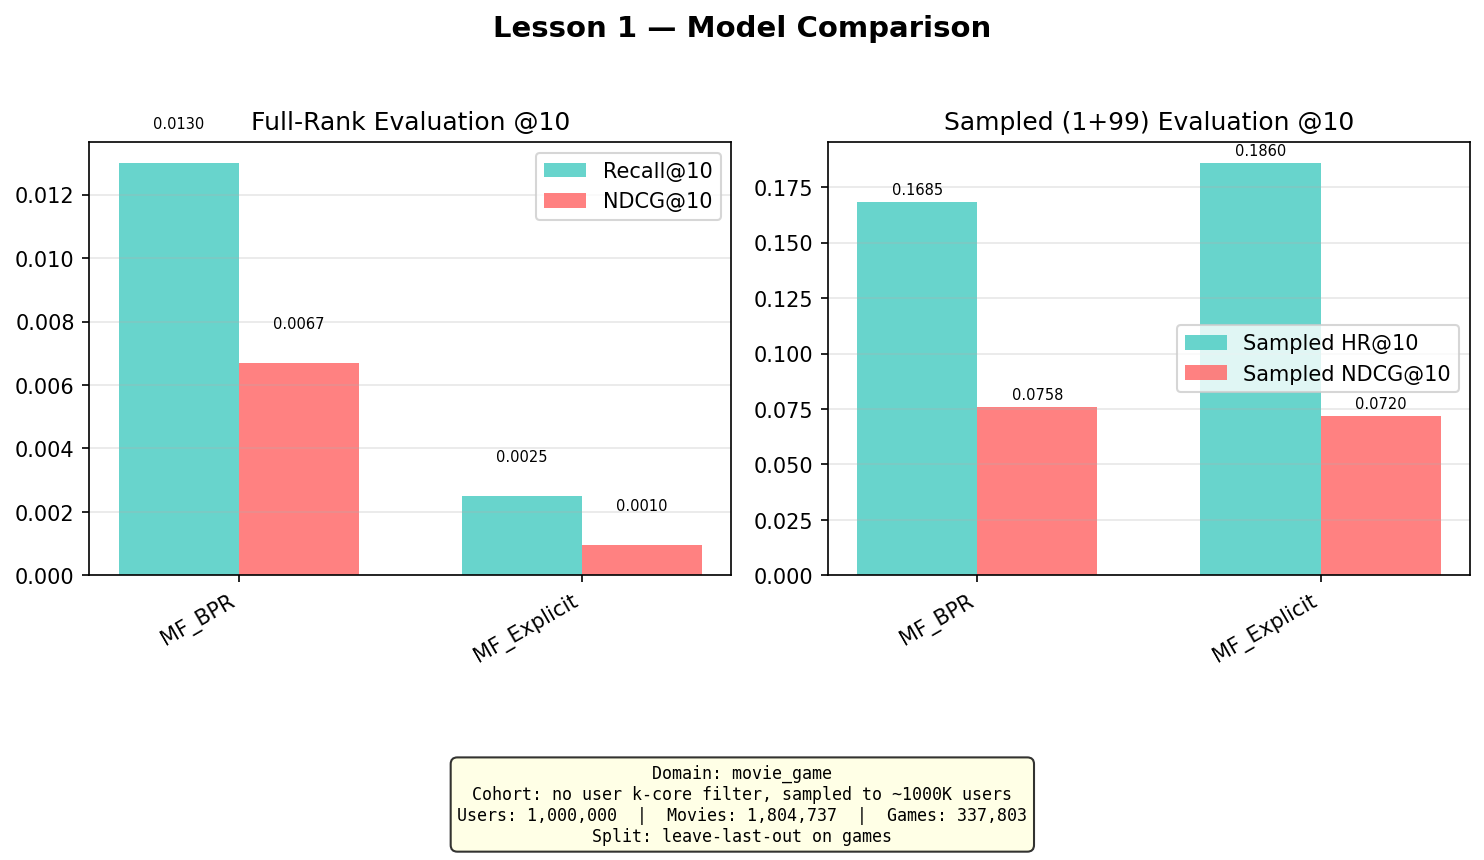 Lesson 1 — Model Comparison
Full-Rank Evaluation @10
0.0130
0.0067
0.0025
0.0010
Recall@10
NDCG@10
0.012
0.010
0.008
0.006
0.004
0.002
0.000
MF_BPR
MF_Explicit
Sampled (1+99) Evaluation @10
0.1685
0.0758
0.1860
0.0720
Sampled HR@10
Sampled NDCG@10
0.175
0.150
0.125
0.100
0.075
0.050
0.025
0.000
MF_BPR
MF_Explicit
Domain: movie_game
Cohort: no user k-core filter, sampled to ~1000K users
Users: 1,000,000 | Movies: 1,804,737 | Games: 337,803
Split: leave-last-out on games